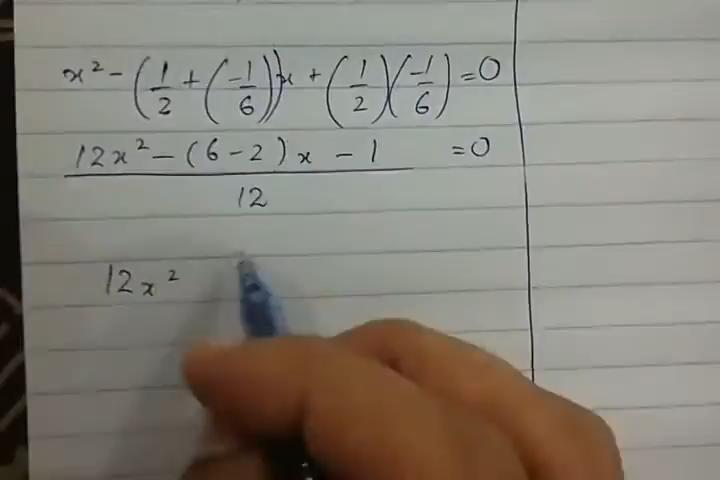 x² - (1/2 + (-1/6))x + (1/2)(-1/6) = 0
12x² - (6 - 2)x - 1 / 12 = 0
12x²